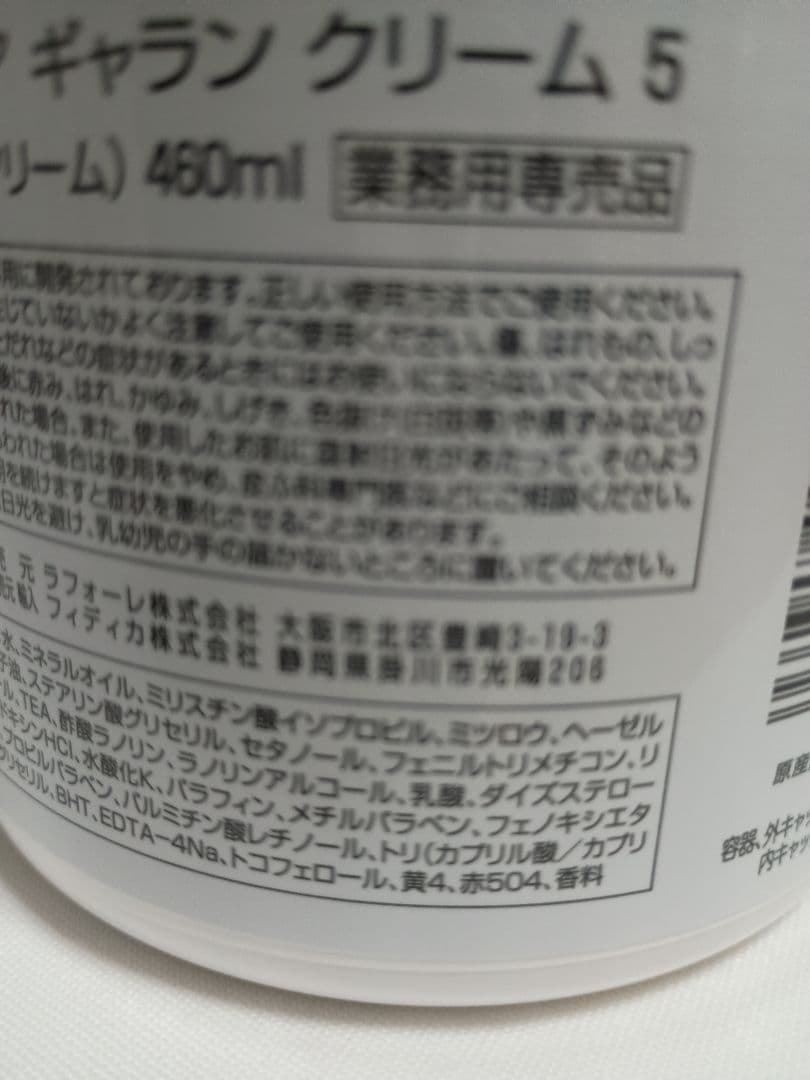 ギャラン クリーム 5
リーム) 460ml 業務用専売品
用に開発されております。正しい使用方法でご使用ください。
じていないかよく注意してご使用ください。傷、はれもの、しっ
ただれなどの症状があるときにはお使いにならないでください。
後に赤み、はれ、かゆみ、しげき、色抜け(白斑等)や黒ずみなどの
れた場合、また、使用したお肌に直射日光があたって、そのよう
われた場合は使用をやめ、皮ふ科専門医などにご相談ください。
用を続けますと症状を悪化させることがあります。
日光を避け、乳幼児の手の届かないところに置いてください。
元 ラフォーレ株式会社 大阪市北区豊崎3-19-3
元輸入 フィディカ株式会社 静岡県掛川市光陽206
水、ミネラルオイル、ミリスチン酸イソプロピル、ミツロウ、ヘーゼル
子油、ステアリン酸グリセリル、セタノール、フェニルトリメチコン、リ
ール、TEA、酢酸ラノリン、ラノリンアルコール、乳酸、ダイズステロー
ドキシンHCl、水酸化K、パラフィン、メチルパラベン、フェノキシエタ
プロピルパラベン、パルミチン酸レチノール、トリ(カプリル酸/カプリ
リセリル、BHT、EDTA-4Na、トコフェロール、黄4、赤504、香料
原産
容器、外キャッ
内キャッ